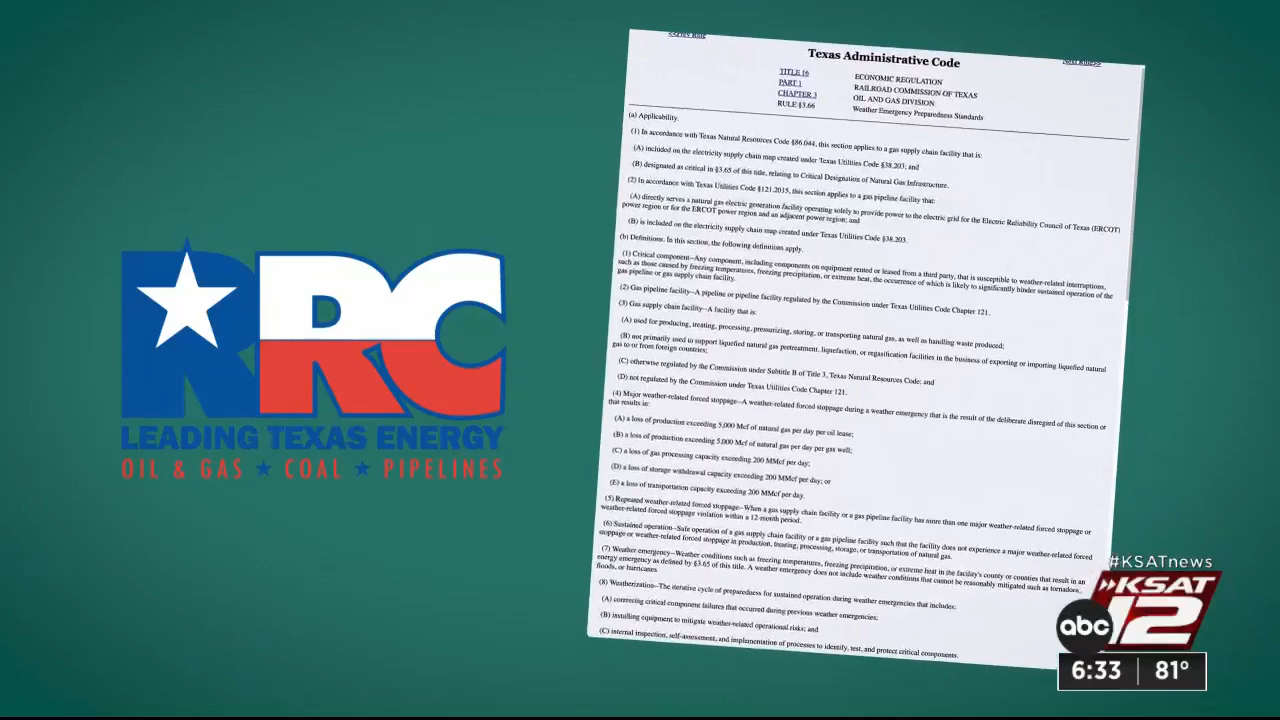 RRC
LEADING TEXAS ENERGY
OIL & GAS ★ COAL ★ PIPELINES
Texas Administrative Code
TITLE 16 ECONOMIC REGULATION
PART 1 RAILROAD COMMISSION OF TEXAS
CHAPTER 3 OIL AND GAS DIVISION
RULE §3.66 Weather Emergency Preparedness Standards
(a) Applicability.
(1) In accordance with Texas Natural Resources Code §86.044, this section applies to a gas supply chain facility that is:
(A) included on the electricity supply chain map created under Texas Utilities Code §38.203; and
(B) designated as critical in §3.65 of this title, relating to Critical Designation of Natural Gas Infrastructure.
(2) In accordance with Texas Utilities Code §121.2015, this section applies to a gas pipeline facility that:
(A) directly serves a natural gas electric generation facility operating solely to provide power to the electric grid for the Electric Reliability Council of Texas (ERCOT)
power region or for the ERCOT power region and an adjacent power region; and
(B) is included on the electricity supply chain map created under Texas Utilities Code §38.203.
(b) Definitions. In this section, the following definitions apply.
(1) Critical component--Any component, including components on equipment rented or leased from a third party, that is susceptible to weather-related interruptions,
such as those caused by freezing temperatures, freezing precipitation, or extreme heat, the occurrence of which is likely to significantly hinder sustained operation of the
gas pipeline or gas supply chain facility.
(2) Gas pipeline facility--A pipeline or pipeline facility regulated by the Commission under Texas Utilities Code Chapter 121.
(3) Gas supply chain facility--A facility that is:
(A) used for producing, treating, processing, pressurizing, storing, or transporting natural gas, as well as handling waste produced;
(B) not primarily used to support liquefied natural gas pretreatment, liquefaction, or regasification facilities in the business of exporting or importing liquefied natural
gas to or from foreign countries;
(C) otherwise regulated by the Commission under Subtitle B of Title 3, Texas Natural Resources Code; and
(D) not regulated by the Commission under Texas Utilities Code Chapter 121.
(4) Major weather-related forced stoppage--A weather-related forced stoppage during a weather emergency that is the result of the deliberate disregard of this section or
that results in:
(A) a loss of production exceeding 5,000 Mcf of natural gas per day per oil lease;
(B) a loss of production exceeding 5,000 Mcf of natural gas per day per gas well;
(C) a loss of gas processing capacity exceeding 200 MMcf per day;
(D) a loss of storage withdrawal capacity exceeding 200 MMcf per day; or
(E) a loss of transportation capacity exceeding 200 MMcf per day.
(5) Repeated weather-related forced stoppage--When a gas supply chain facility or a gas pipeline facility has more than one major weather-related forced stoppage or
weather-related forced stoppage violation within a 12-month period.
(6) Sustained operation--Safe operation of a gas supply chain facility or a gas pipeline facility such that the facility does not experience a major weather-related forced
stoppage or weather-related forced stoppage in production, treating, processing, storage, or transportation of natural gas.
(7) Weather emergency--Weather conditions such as freezing temperatures, freezing precipitation, or extreme heat in the facility's county or counties that result in an
energy emergency as defined by §3.65 of this title. A weather emergency does not include weather conditions that cannot be reasonably mitigated such as tornadoes,
floods, or hurricanes.
(8) Weatherization--The iterative cycle of preparedness for sustained operation during weather emergencies that includes:
(A) correcting critical component failures that occurred during previous weather emergencies;
(B) installing equipment to mitigate weather-related operational risks; and
(C) internal inspection, self-assessment, and implementation of processes to identify, test, and protect critical components.
#KSATnews
KSAT
abc 12
6:33 81°